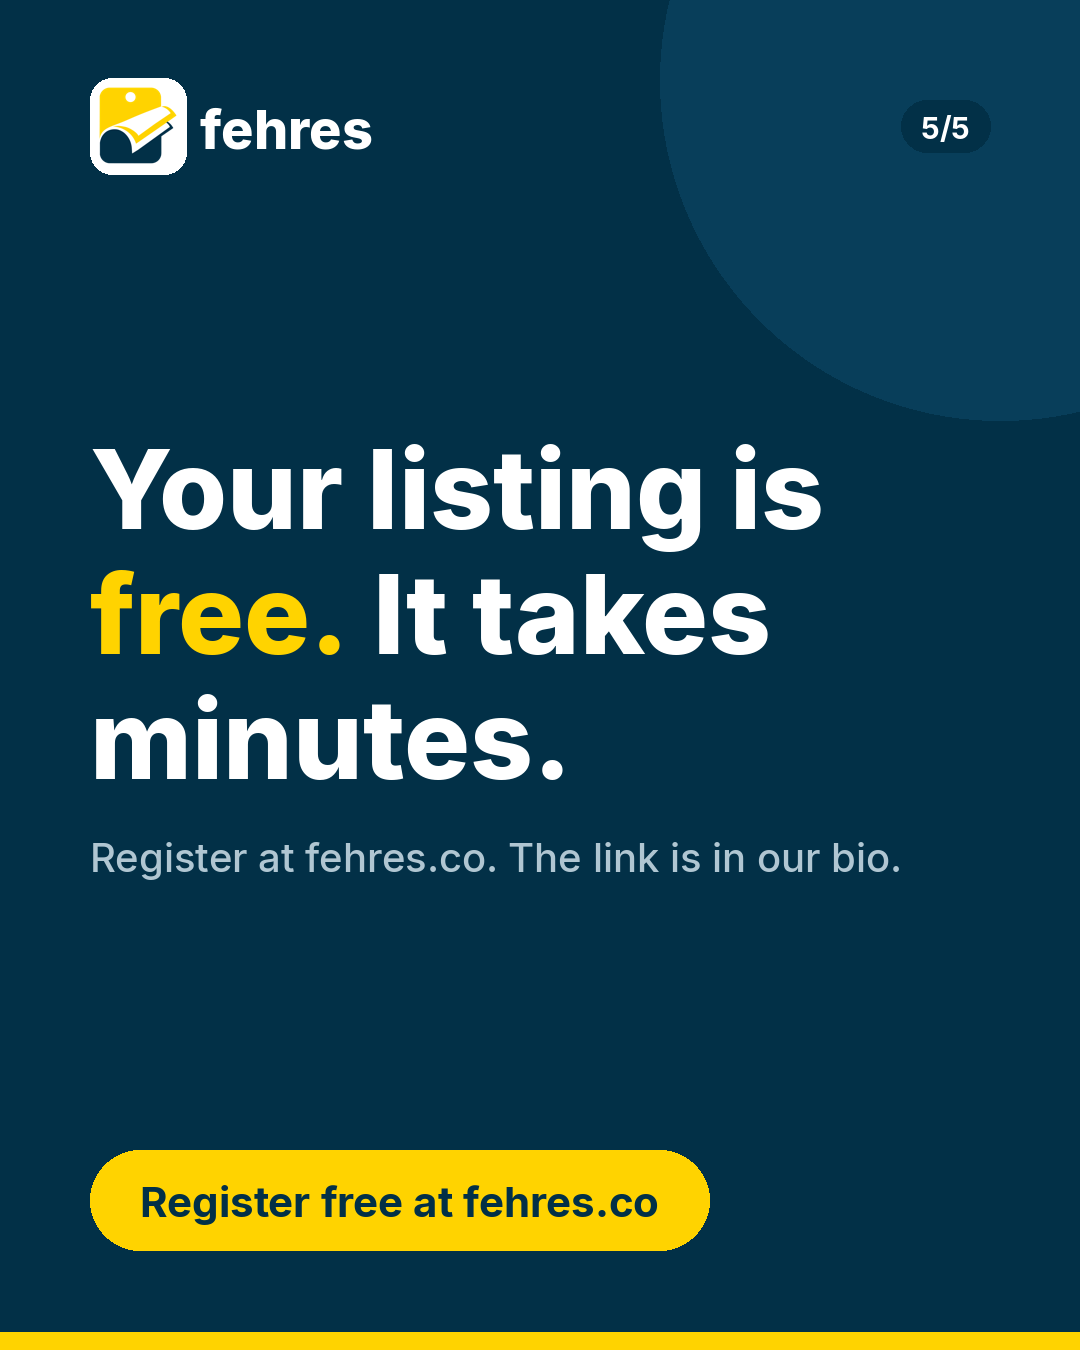 fehres
5/5
Your listing is
free. It takes
minutes.
Register at fehres.co. The link is in our bio.
Register free at fehres.co